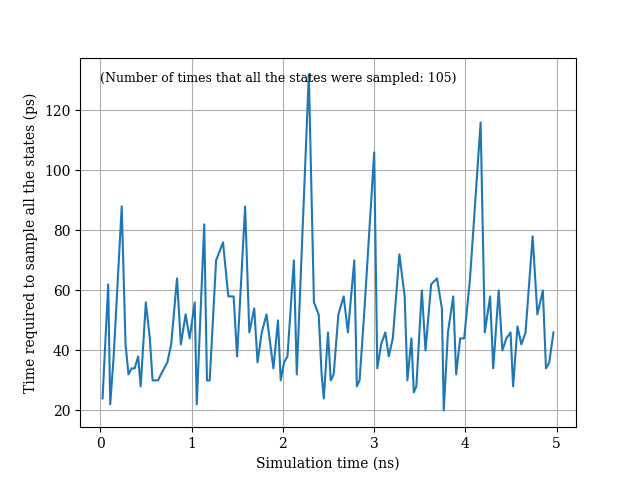 (Number of times that all the states were sampled: 105)
Time required to sample all the states (ps)
120
100
80
60
40
20
0 1 2 3 4 5
Simulation time (ns)